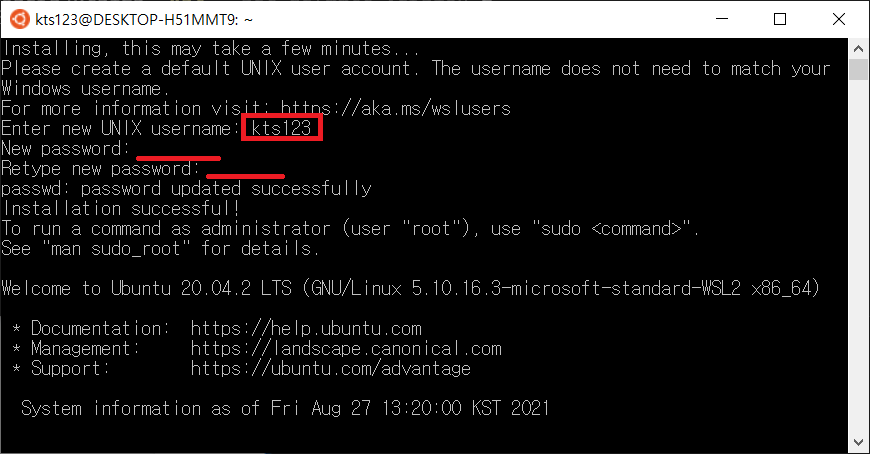 kts123@DESKTOP-H51MMT9: ~
Installing, this may take a few minutes...
Please create a default UNIX user account. The username does not need to match your
Windows username.
For more information visit: https://aka.ms/wslusers
Enter new UNIX username: kts123
New password:
Retype new password:
passwd: password updated successfully
Installation successful!
To run a command as administrator (user "root"), use "sudo <command>".
See "man sudo_root" for details.
Welcome to Ubuntu 20.04.2 LTS (GNU/Linux 5.10.16.3-microsoft-standard-WSL2 x86_64)
* Documentation:  https://help.ubuntu.com
* Management:     https://landscape.canonical.com
* Support:        https://ubuntu.com/advantage
System information as of Fri Aug 27 13:20:00 KST 2021